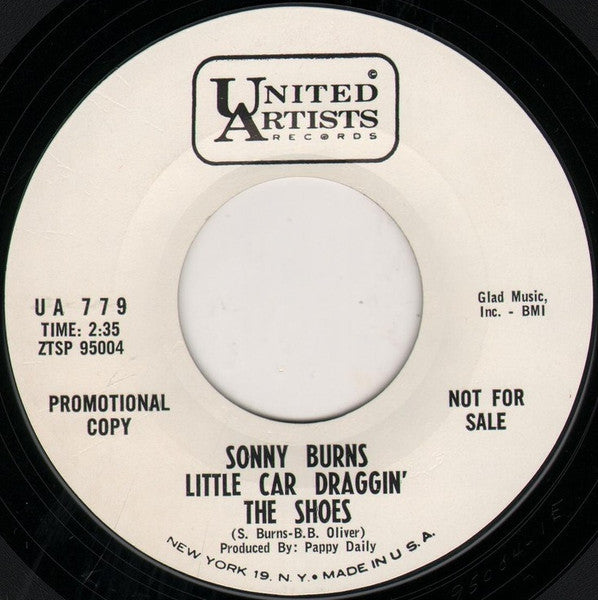 ©
UNITED
ARTISTS
RECORDS
UA 779
TIME: 2:35
ZTSP 95004
Glad Music,
Inc. - BMI
PROMOTIONAL
COPY
NOT FOR
SALE
SONNY BURNS
LITTLE CAR DRAGGIN'
THE SHOES
(S. Burns-B.B. Oliver)
Produced By: Pappy Daily
NEW YORK 19, N.Y. • MADE IN U.S.A.